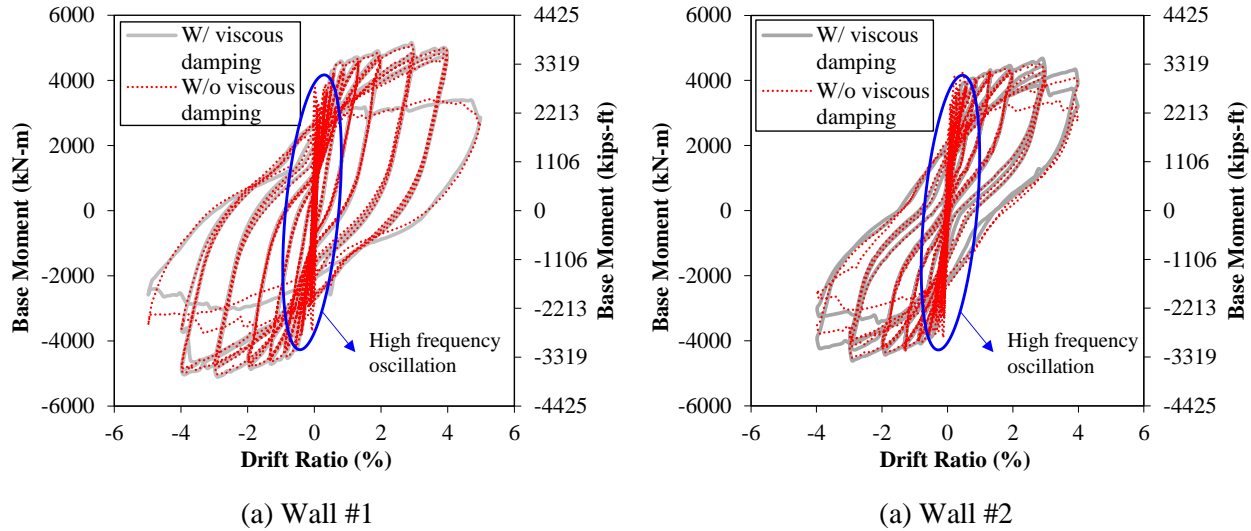 6000
4000
2000
0
-2000
-4000
-6000
Base Moment (kN-m)
-6 -4 -2 0 2 4 6
Drift Ratio (%)
4425
3319
2213
1106
0
-1106
-2213
-3319
-4425
Base Moment (kips-ft)
W/ viscous
damping
W/o viscous
damping
High frequency
oscillation
(a) Wall #1
6000
4000
2000
0
-2000
-4000
-6000
Base Moment (kN-m)
-6 -4 -2 0 2 4 6
Drift Ratio (%)
4425
3319
2213
1106
0
-1106
-2213
-3319
-4425
Base Moment (kips-ft)
W/ viscous
damping
W/o viscous
damping
High frequency
oscillation
(a) Wall #2